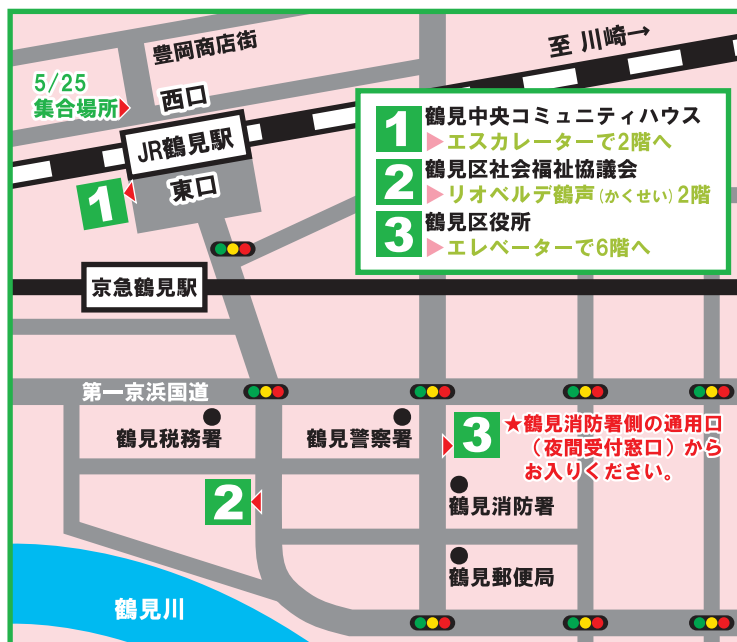 豊岡商店街
至 川崎→
5/25
集合場所
西口
JR鶴見駅
東口
1
1 鶴見中央コミュニティハウス
エスカレーターで2階へ
2 鶴見区社会福祉協議会
リオベルデ鶴声(かくせい)2階
3 鶴見区役所
エレベーターで6階へ
京急鶴見駅
第一京浜国道
鶴見税務署
鶴見警察署
3
★鶴見消防署側の通用口
(夜間受付窓口)から
お入りください。
2
鶴見消防署
鶴見郵便局
鶴見川